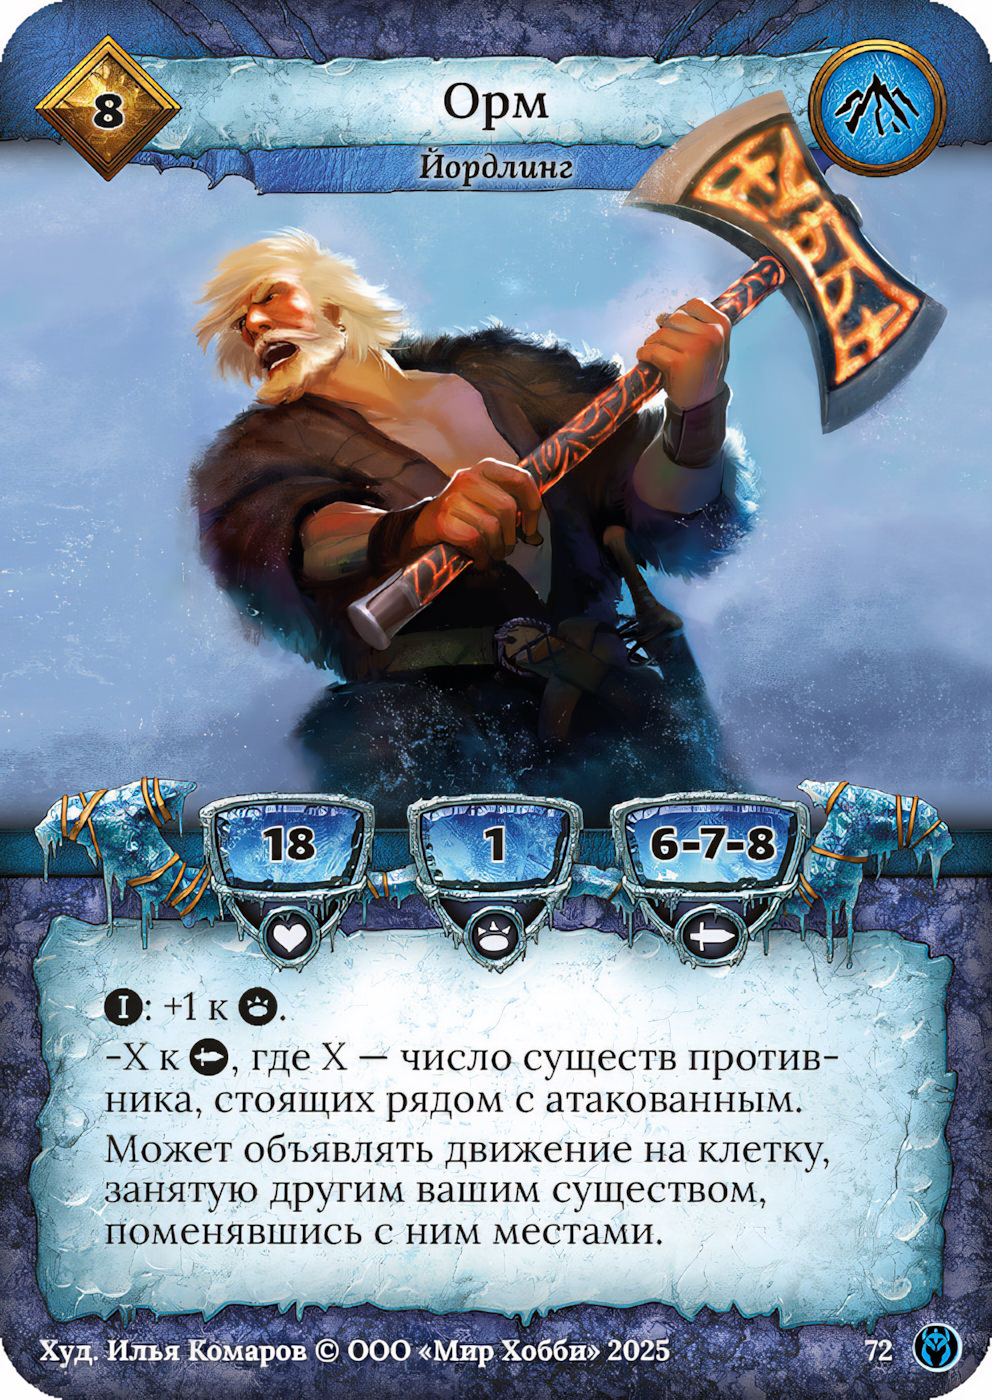 8
Орм
Йордлинг
18
1
6-7-8
I: +1 к .
-X к , где X — число существ против-
ника, стоящих рядом с атакованным.
Может объявлять движение на клетку,
занятую другим вашим существом,
поменявшись с ним местами.
Худ. Илья Комаров © ООО «Мир Хобби» 2025
72